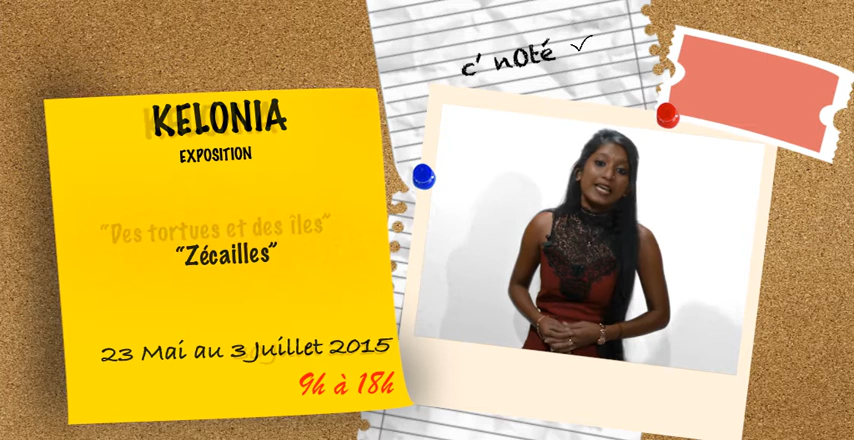 c' nOté ✓
KELONIA
EXPOSITION
"Des tortues et des îles"
"Zécailles"
23 Mai au 3 Juillet 2015
9h à 18h